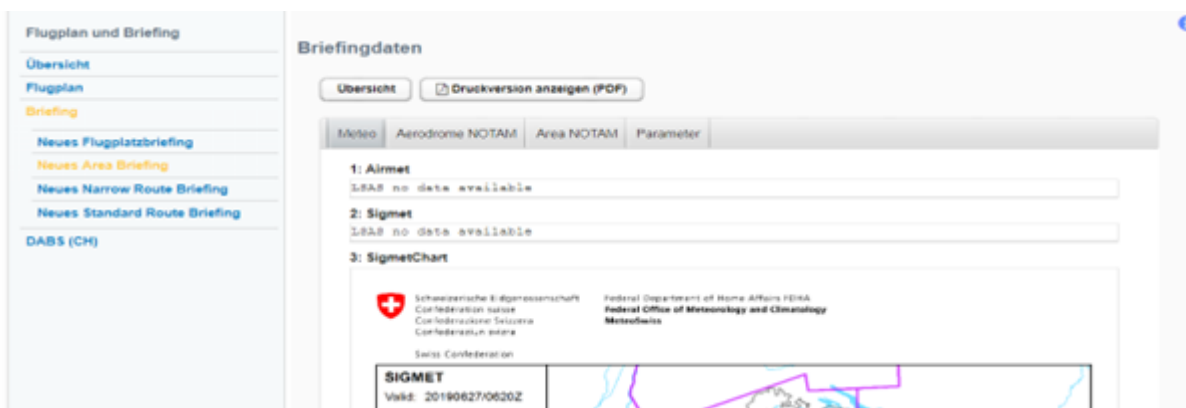 Flugplan und Briefing
Übersicht
Flugplan
Briefing
Neues Flugplatzbriefing
Neues Area Briefing
Neues Narrow Route Briefing
Neues Standard Route Briefing
DABS (CH)
Briefingdaten
Übersicht
Druckversion anzeigen (PDF)
Meteo Aerodrome NOTAM Area NOTAM Parameter
1: Airmet
LSAS no data available
2: Sigmet
LSAS no data available
3: SigmetChart
Schweizerische Eidgenossenschaft
Confédération suisse
Confederazione Svizzera
Confederaziun svizra
Swiss Confederation
Federal Department of Home Affairs FDHA
Federal Office of Meteorology and Climatology
MeteoSwiss
SIGMET
Valid: 20190627/0620Z